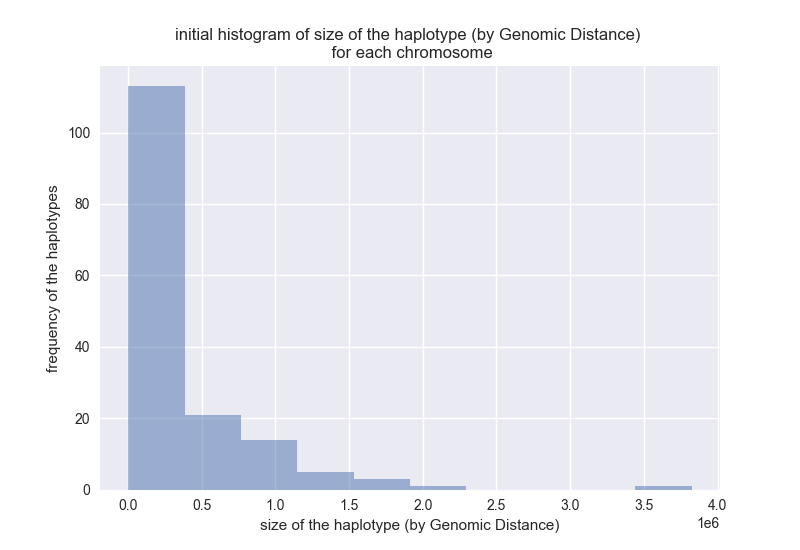 initial histogram of size of the haplotype (by Genomic Distance)
for each chromosome
frequency of the haplotypes
100
80
60
40
20
0
0.0 0.5 1.0 1.5 2.0 2.5 3.0 3.5 4.0
1e6
size of the haplotype (by Genomic Distance)